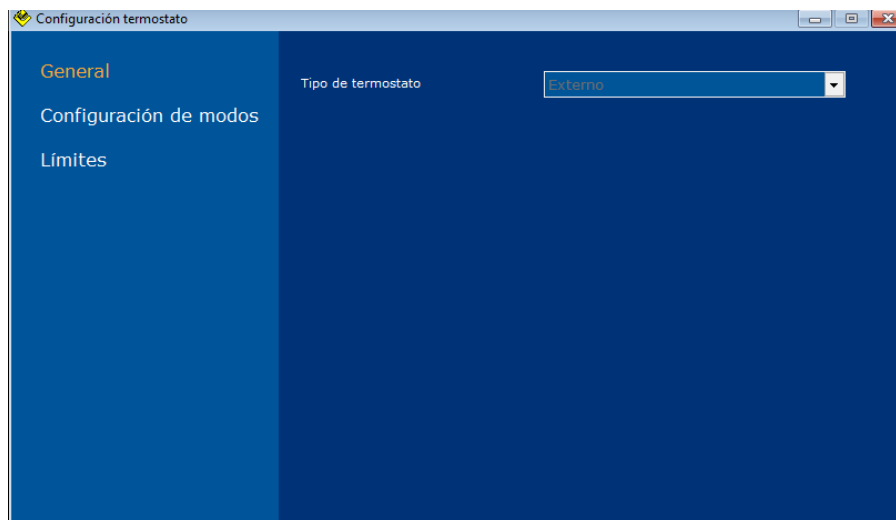 Configuración termostato
General
Tipo de termostato
Externo
Configuración de modos
Límites